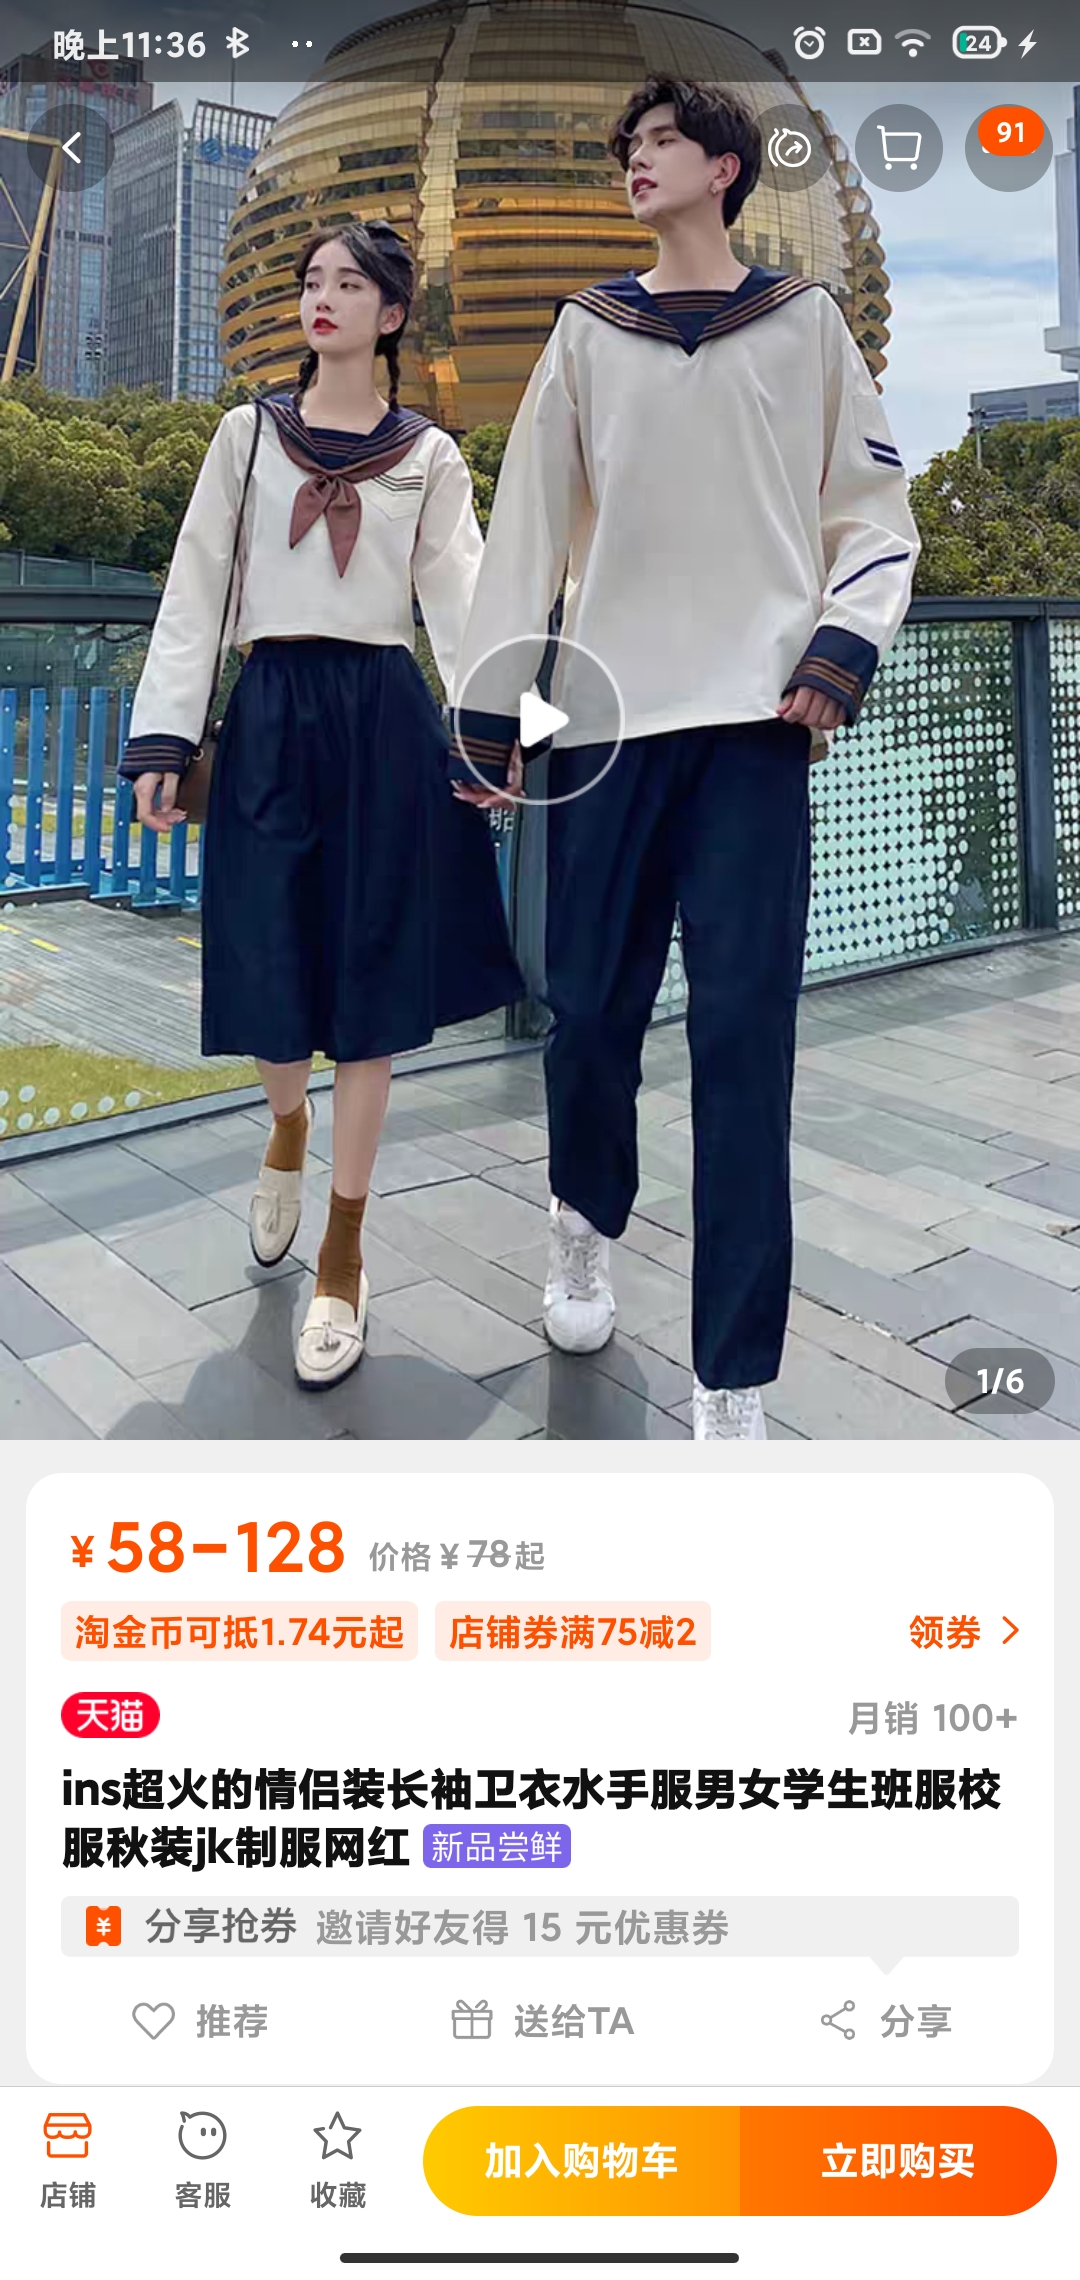 晚上11:36
24
91
1/6
¥58-128 价格¥78起
淘金币可抵1.74元起 店铺券满75减2 领券
天猫 月销 100+
ins超火的情侣装长袖卫衣水手服男女学生班服校
服秋装jk制服网红 新品尝鲜
¥ 分享抢券 邀请好友得 15 元优惠券
推荐 送给TA 分享
店铺 客服 收藏 加入购物车 立即购买